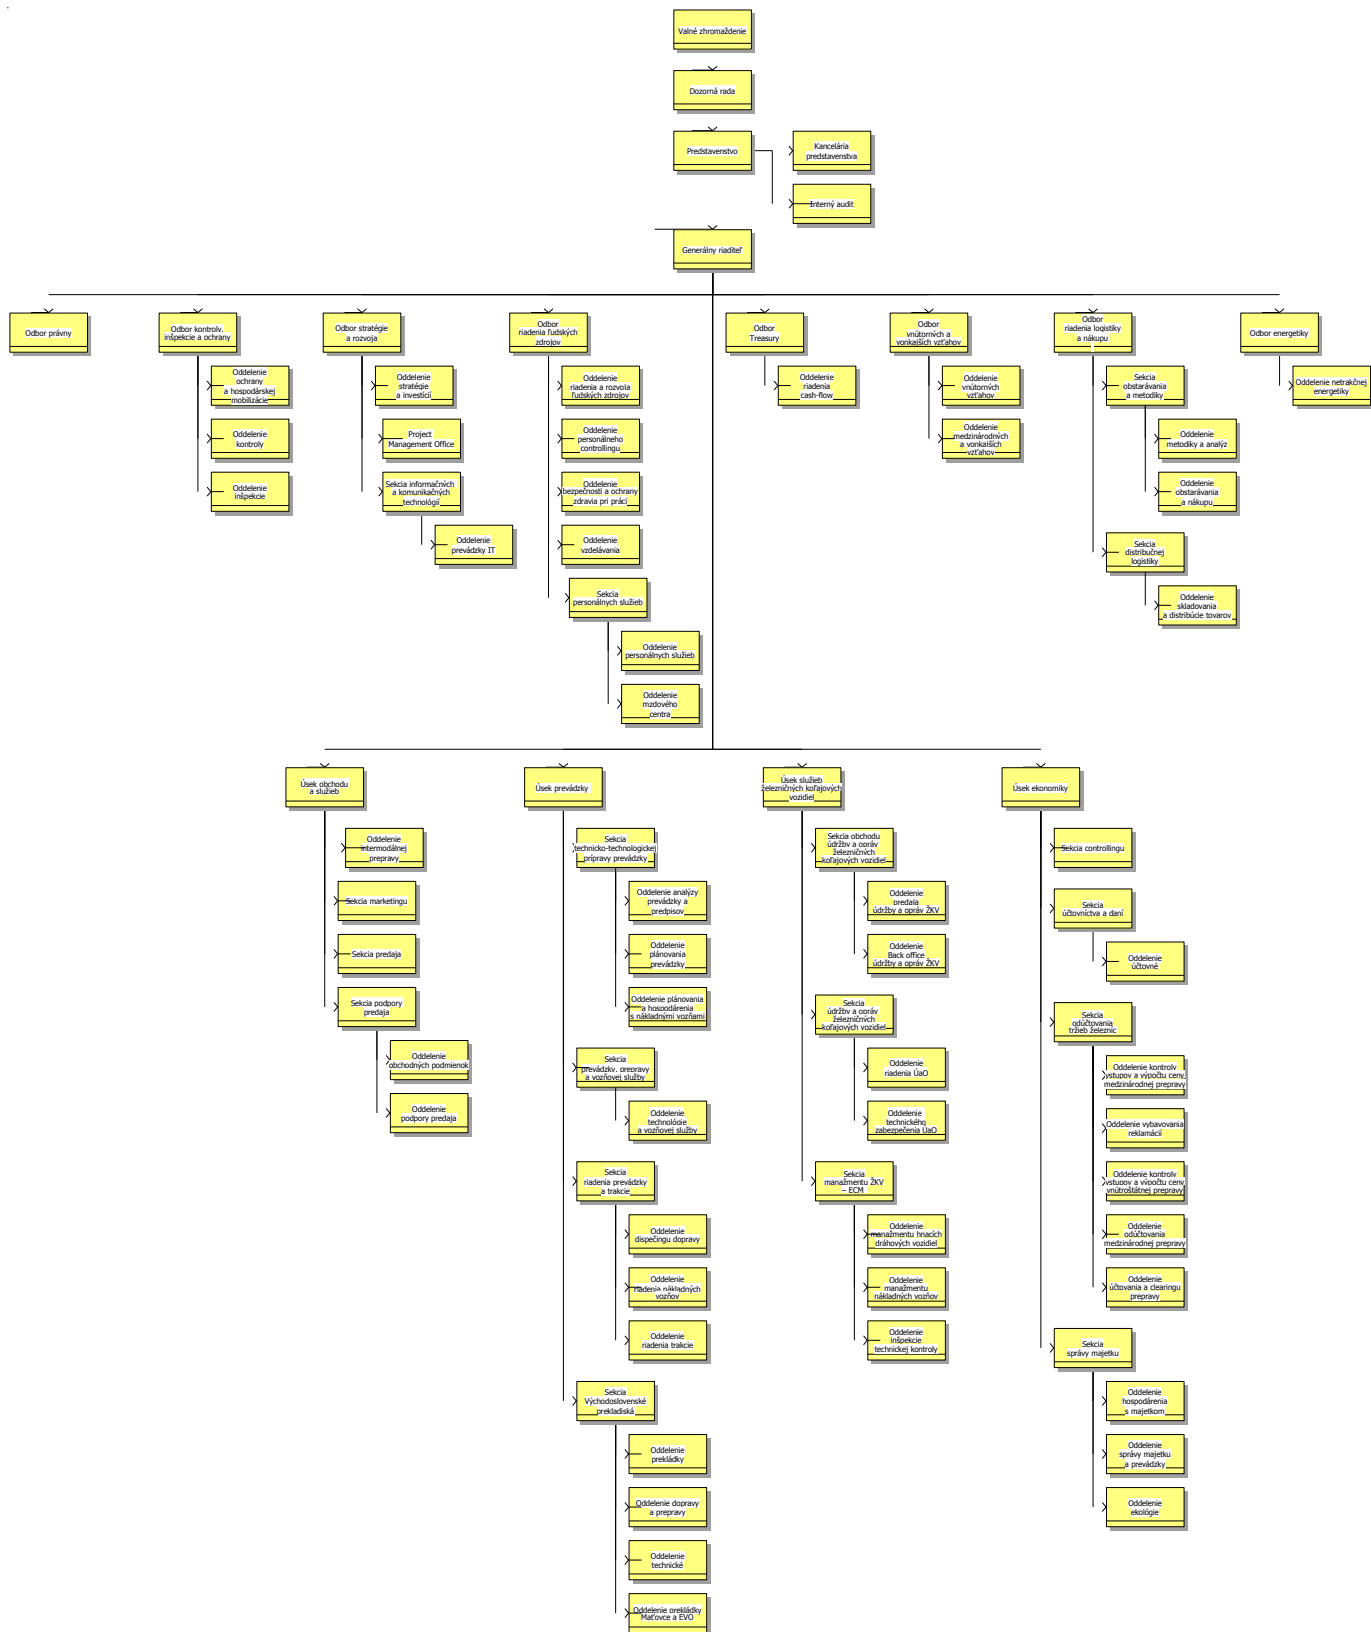 Valné zhromaždenie
Dozorná rada
Predstavenstvo
Kancelária
predstavenstva
Interný audit
Generálny riaditeľ
Odbor právny
Odbor kontroly,
inšpekcie a ochrany
Oddelenie
ochrany
a hospodárskej
mobilizácie
Oddelenie
kontroly
Oddelenie
inšpekcie
Odbor stratégie
a rozvoja
Oddelenie
stratégie
a investícií
Project
Management Office
Sekcia informačných
a komunikačných
technológií
Oddelenie
prevádzky IT
Odbor
riadenia ľudských
zdrojov
Oddelenie
riadenia a rozvoja
ľudských zdrojov
Oddelenie
personálneho
controllingu
Oddelenie
bezpečnosti a ochrany
zdravia pri práci
Oddelenie
vzdelávania
Sekcia
personálnych služieb
Oddelenie
personálnych služieb
Oddelenie
mzdového
centra
Odbor
Treasury
Oddelenie
riadenia
cash-flow
Odbor
vnútorných a
vonkajších vzťahov
Oddelenie
vnútorných
vzťahov
Oddelenie
medzinárodných
a vonkajších
vzťahov
Odbor
riadenia logistiky
a nákupu
Sekcia
obstarávania
a metodiky
Oddelenie
metodiky a analýz
Oddelenie
obstarávania
a nákupu
Sekcia
distribučnej
logistiky
Oddelenie
skladovania
a distribúcie tovarov
Odbor energetiky
Oddelenie netrakčnej
energetiky
Úsek obchodu
a služieb
Oddelenie
intermodálnej
prepravy
Sekcia marketingu
Sekcia predaja
Sekcia podpory
predaja
Oddelenie
obchodných podmienok
Oddelenie
podpory predaja
Úsek prevádzky
Sekcia
technicko-technologickej
prípravy prevádzky
Oddelenie analýzy
prevádzky a
predpisov
Oddelenie
plánovania
prevádzky
Oddelenie plánovania
a hospodárenia
s nákladnými vozňami
Sekcia
prevádzky, prepravy
a vozňovej služby
Oddelenie
technológie
a vozňovej služby
Sekcia
riadenia prevádzky
a trakcie
Oddelenie
dispečingu dopravy
Oddelenie
riadenia nákladných
vozňov
Oddelenie
riadenia trakcie
Sekcia
Východoslovenské
prekladiská
Oddelenie
prekládky
Oddelenie dopravy
a prepravy
Oddelenie
technické
Oddelenie prekládky
Maťovce a EVO
Úsek služieb
železničných koľajových
vozidiel
Sekcia obchodu
údržby a opráv
železničných
koľajových vozidiel
Oddelenie
predaja
údržby a opráv ŽKV
Oddelenie
Back office
údržby a opráv ŽKV
Sekcia
údržby a opráv
železničných
koľajových vozidiel
Oddelenie
riadenia ÚaO
Oddelenie
technického
zabezpečenia ÚaO
Sekcia
manažmentu ŽKV
– ECM
Oddelenie
manažmentu hnacích
dráhových vozidiel
Oddelenie
manažmentu
nákladných vozňov
Oddelenie
inšpekcie
technickej kontroly
Úsek ekonomiky
Sekcia controllingu
Sekcia
účtovníctva a daní
Oddelenie
účtovné
Sekcia
odúčtovania
tržieb železníc
Oddelenie kontroly
vstupov a výpočtu ceny
medzinárodnej prepravy
Oddelenie vybavovania
reklamácií
Oddelenie kontroly
vstupov a výpočtu ceny
vnútroštátnej prepravy
Oddelenie
odúčtovania
medzinárodnej prepravy
Oddelenie
účtovania a clearingu
prepravy
Sekcia
správy majetku
Oddelenie
hospodárenia
s majetkom
Oddelenie
správy majetku
a prevádzky
Oddelenie
ekológie